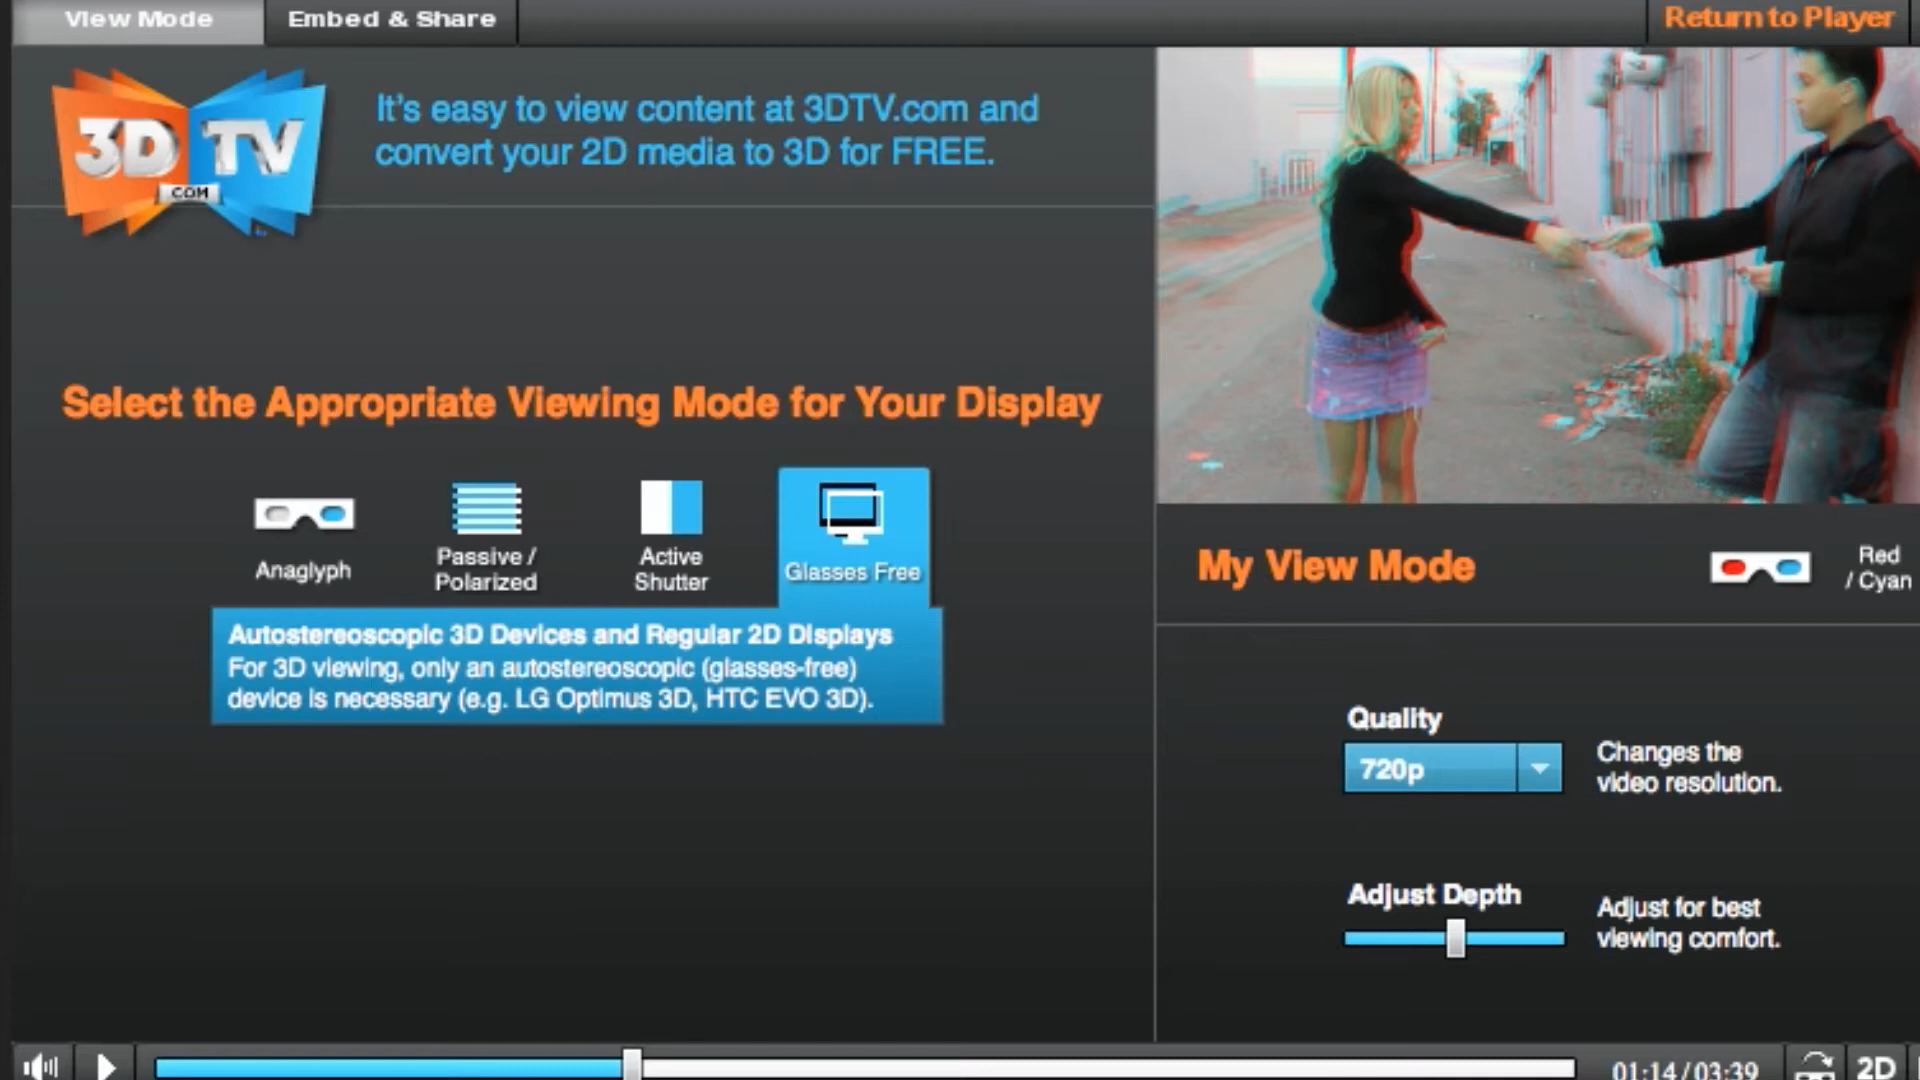 View Mode
Embed & Share
Return to Player
3D TV
.COM
It's easy to view content at 3DTV.com and
convert your 2D media to 3D for FREE.
Select the Appropriate Viewing Mode for Your Display
Anaglyph
Passive /
Polarized
Active
Shutter
Glasses Free
Autostereoscopic 3D Devices and Regular 2D Displays
For 3D viewing, only an autostereoscopic (glasses-free)
device is necessary (e.g. LG Optimus 3D, HTC EVO 3D).
My View Mode
Red
/ Cyan
Quality
720p
Changes the
video resolution.
Adjust Depth
Adjust for best
viewing comfort.
01:14/03:39
2D